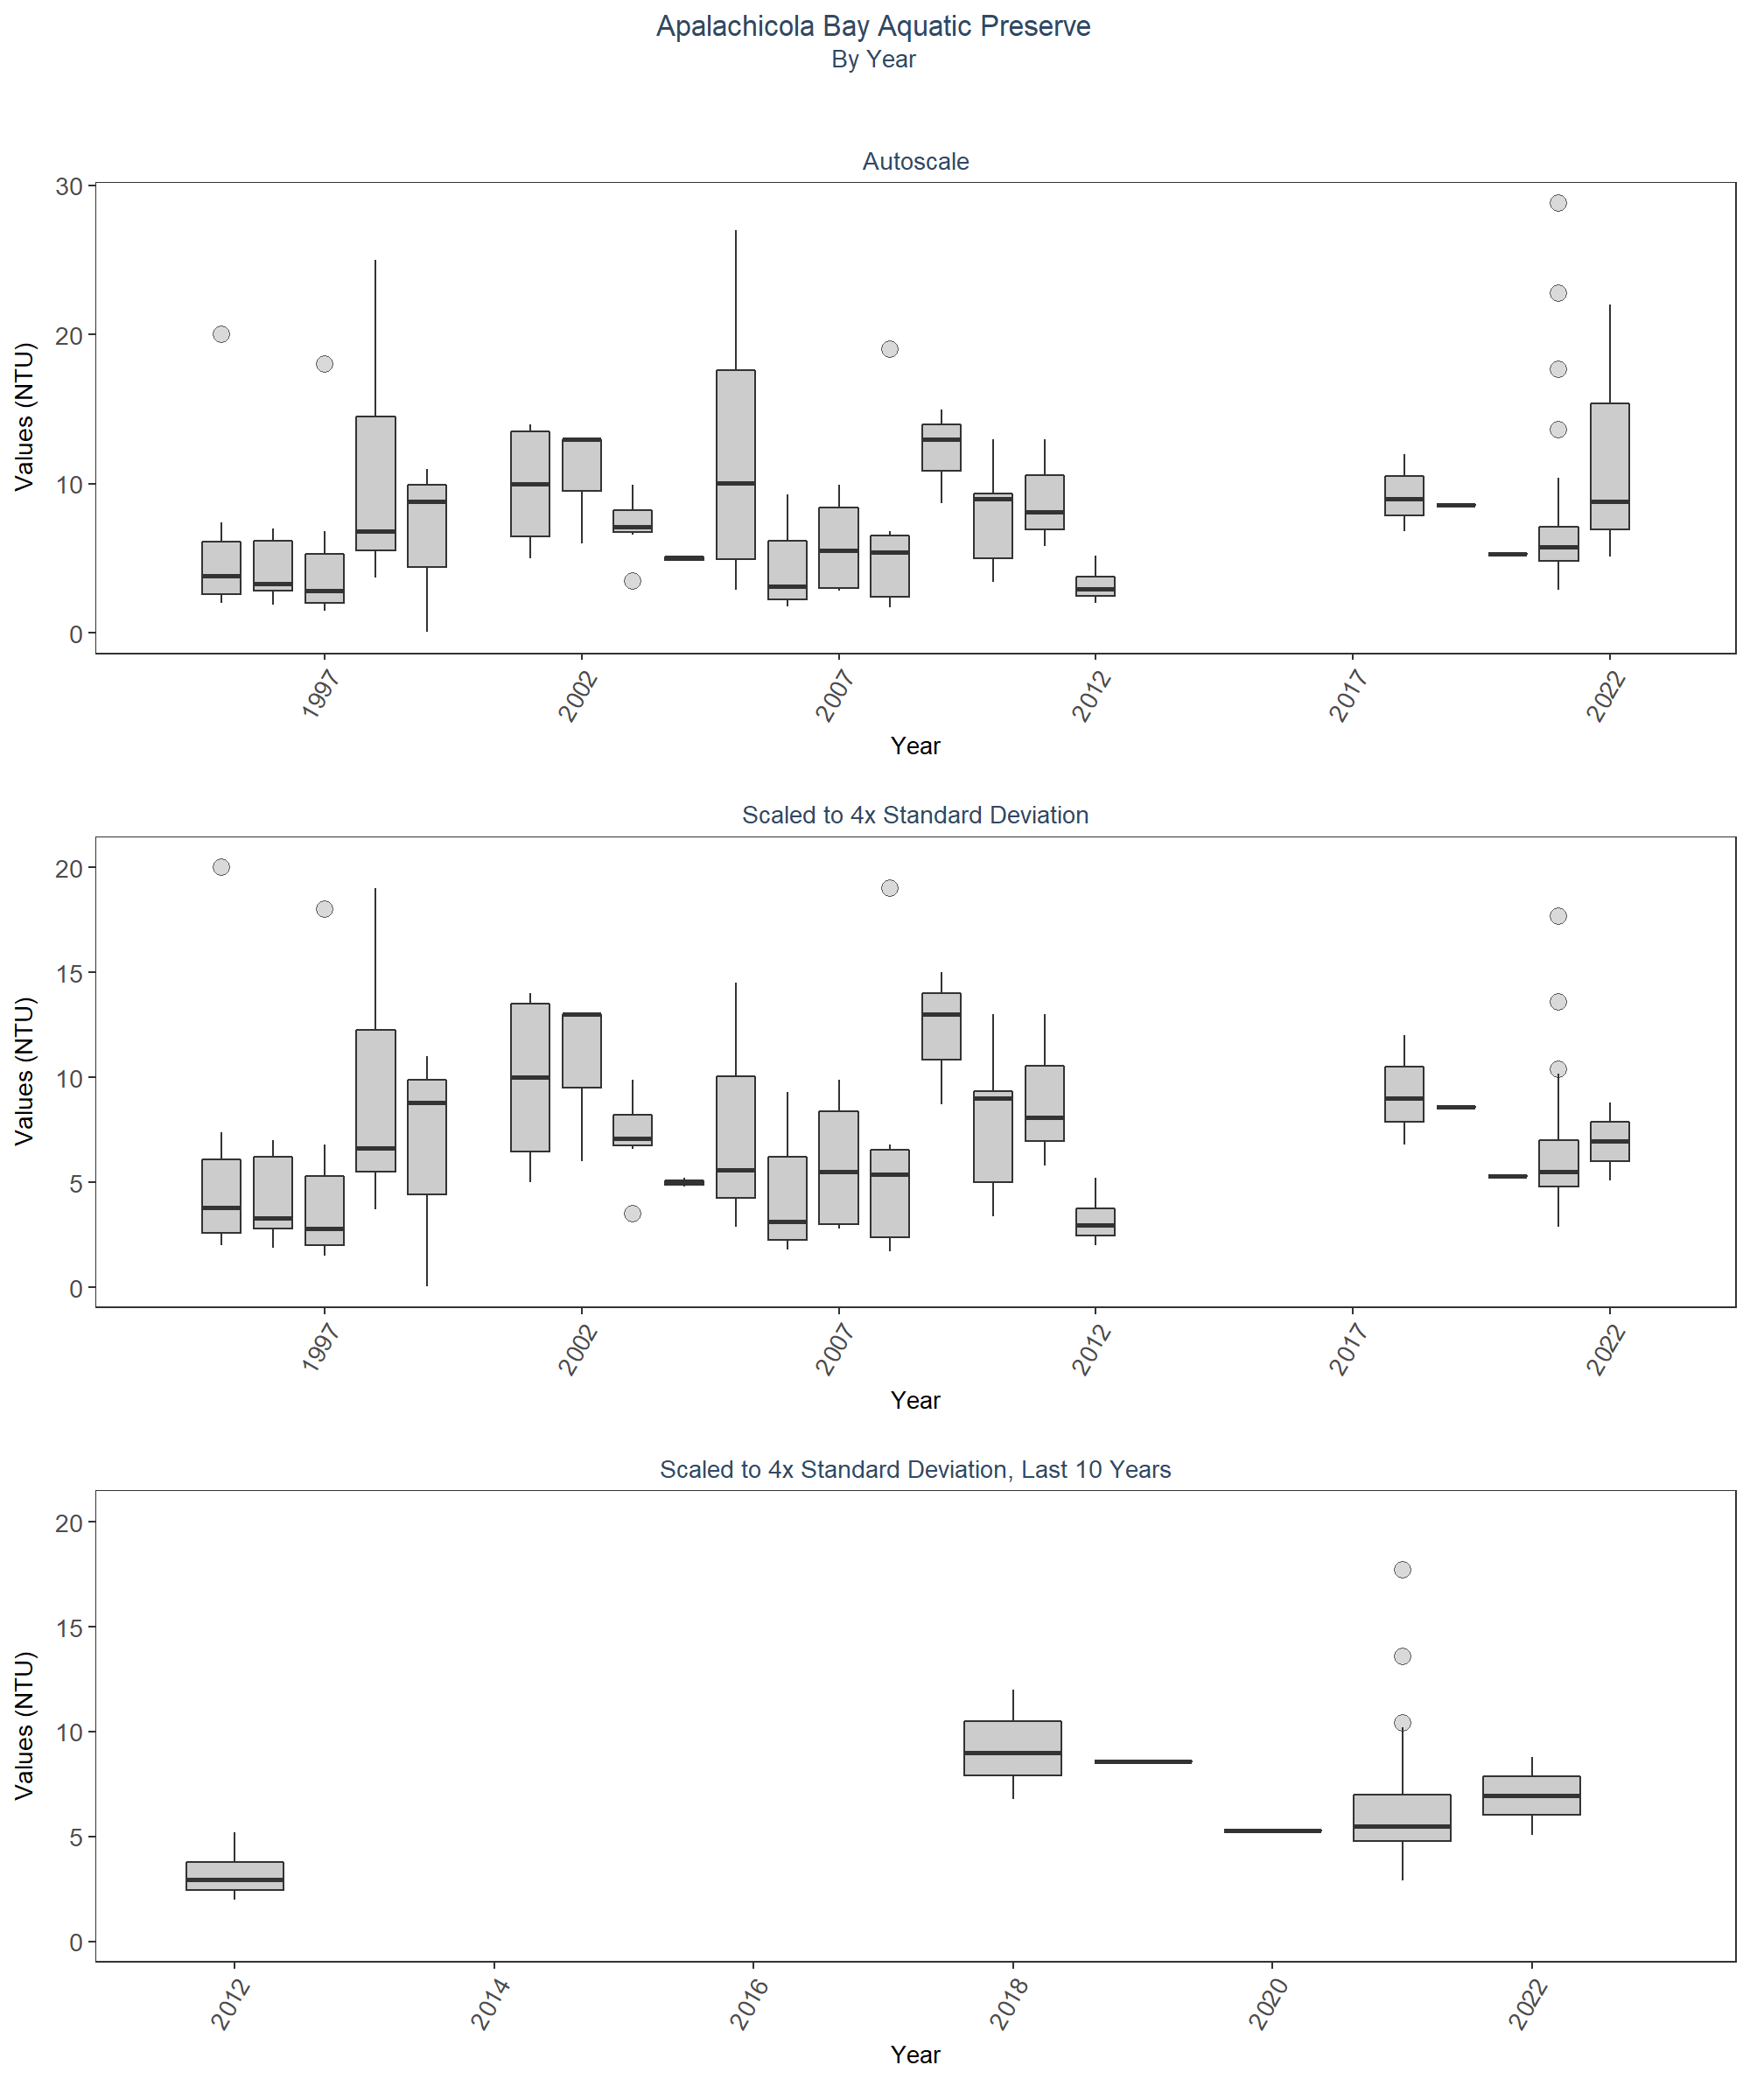 Apalachicola Bay Aquatic Preserve
By Year
Autoscale
Values (NTU)
30
20
10
0
1997 2002 2007 2012 2017 2022
Year
Scaled to 4x Standard Deviation
Values (NTU)
20
15
10
5
0
1997 2002 2007 2012 2017 2022
Year
Scaled to 4x Standard Deviation, Last 10 Years
Values (NTU)
20
15
10
5
0
2012 2014 2016 2018 2020 2022
Year